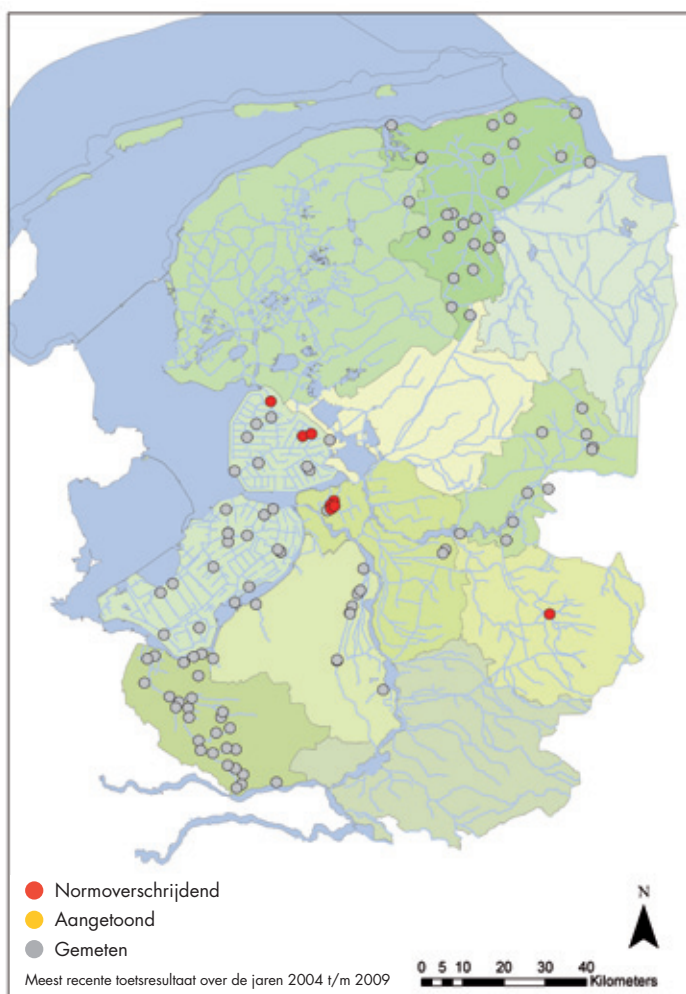 Normoverschrijdend
Aangetoond
Gemeten
Meest recente toetsresultaat over de jaren 2004 t/m 2009
N
0 5 10 20 30 40
Kilometers